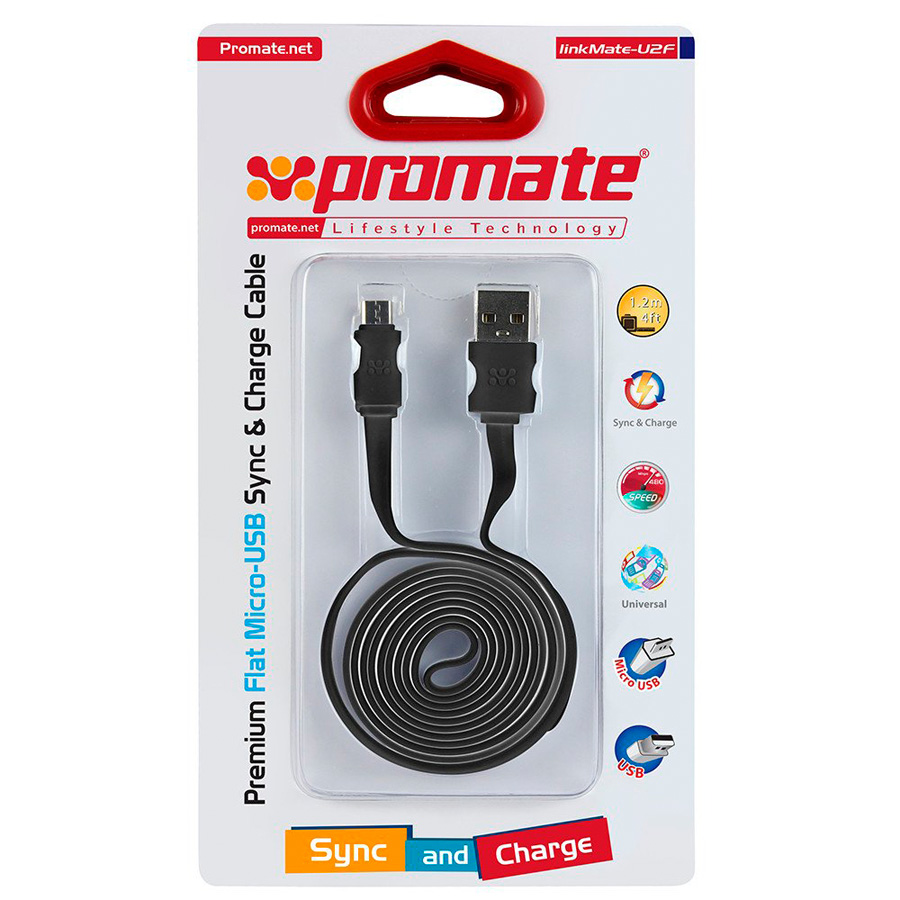 Promate.net
linkMate-U2F
promate®
promate.net
Lifestyle Technology
Premium Flat Micro-USB Sync & Charge Cable
1.2m
4ft
Sync & Charge
480
SPEED
Universal
Micro USB
USB
Sync and Charge